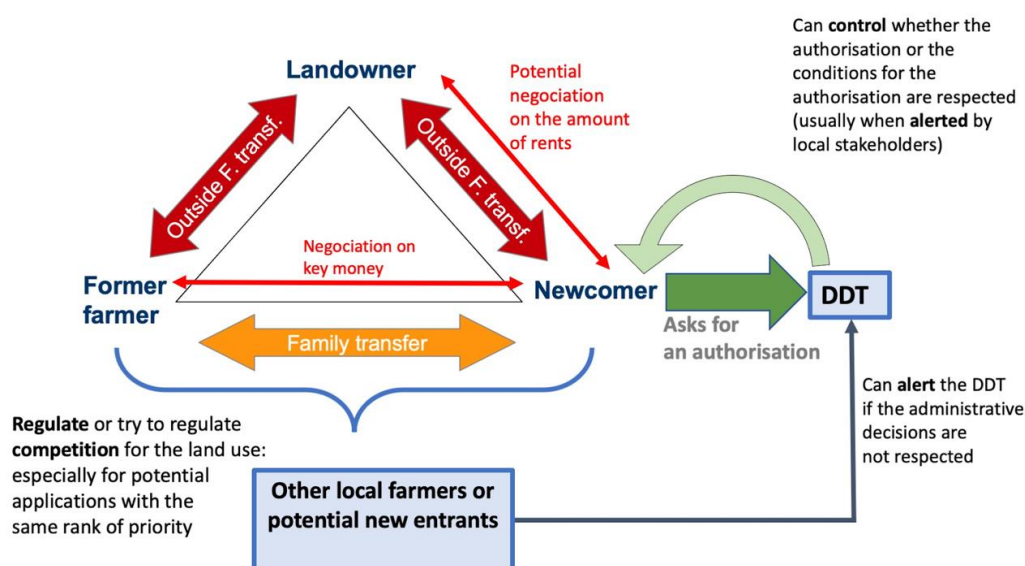 Can control whether the
authorisation or the
conditions for the
authorisation are respected
(usually when alerted by
local stakeholders)
Landowner
Potential
negociation
on the amount
of rents
Outside F. transf.
Outside F. transf.
Negociation on
key money
Former
farmer
Newcomer
DDT
Asks for
an authorisation
Family transfer
Can alert the DDT
if the administrative
decisions are
not respected
Regulate or try to regulate
competition for the land use:
especially for potential
applications with the
same rank of priority
Other local farmers or
potential new entrants